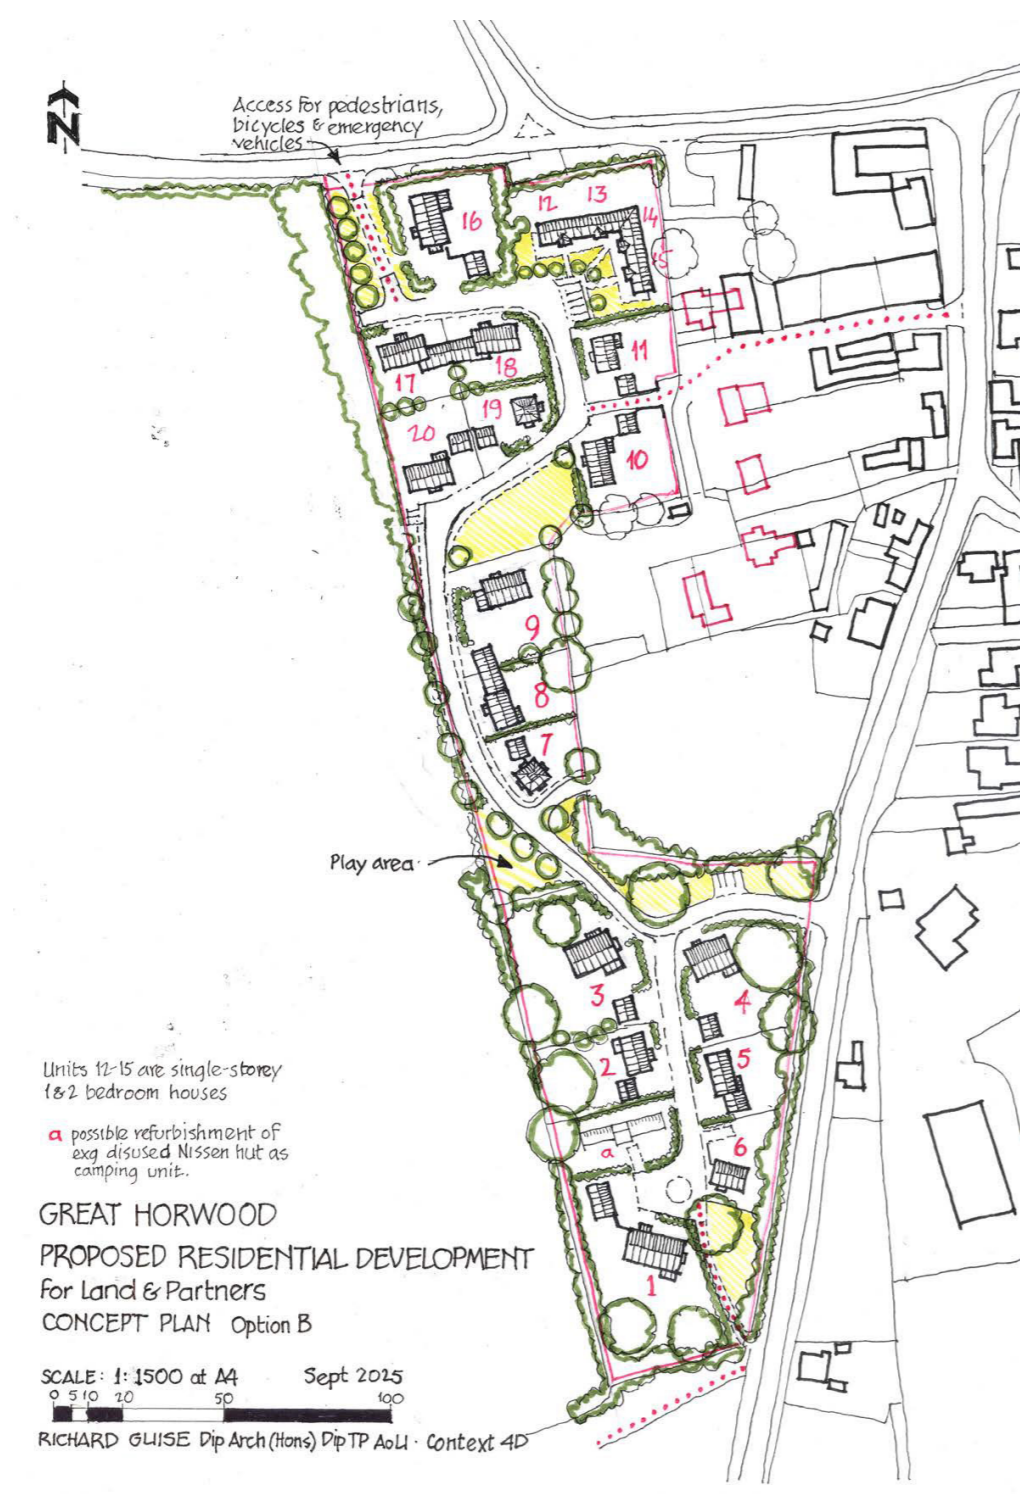 N
Access for pedestrians,
bicycles & emergency
vehicles
16
12
13
14
15
11
18
17
19
20
10
9
8
7
Play area
3
4
2
5
a
6
1
Units 12-15 are single-storey
1&2 bedroom houses
a possible refurbishment of
exg disused Nissen hut as
camping unit.
GREAT HORWOOD
PROPOSED RESIDENTIAL DEVELOPMENT
for Land & Partners
CONCEPT PLAN Option B
SCALE: 1:1500 at A4 Sept 2025
0 5 10 20 50 100
RICHARD GUISE Dip Arch (Hons) Dip TP AoU · Context 4D